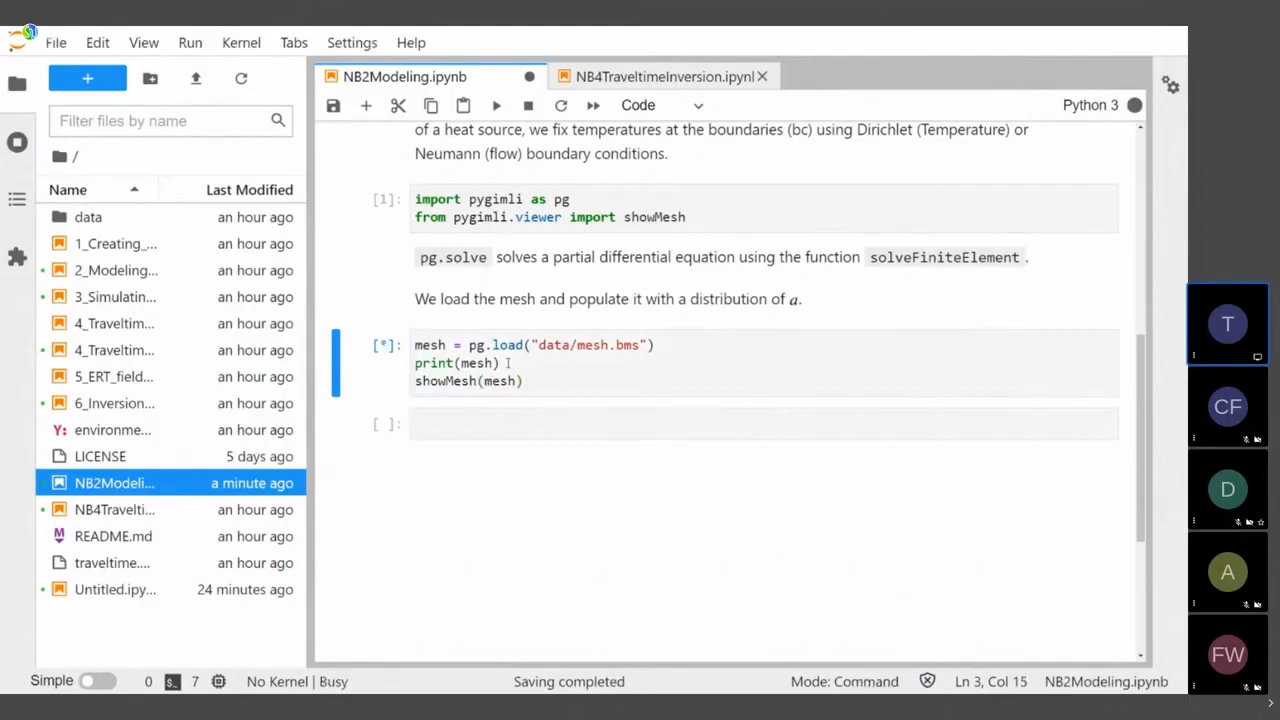 File Edit View Run Kernel Tabs Settings Help
+
Filter files by name
/
Name Last Modified
data an hour ago
1_Creating_... an hour ago
2_Modeling... an hour ago
3_Simulatin... an hour ago
4_Traveltim... an hour ago
4_Traveltim... an hour ago
5_ERT_field... an hour ago
6_Inversion... an hour ago
Y: environme... an hour ago
LICENSE 5 days ago
NB2Modeli... a minute ago
NB4Travelti... an hour ago
M README.md an hour ago
traveltime.... an hour ago
Untitled.ipy... 24 minutes ago
NB2Modeling.ipynb
NB4TraveltimeInversion.ipynl
Code
Python 3
of a heat source, we fix temperatures at the boundaries (bc) using Dirichlet (Temperature) or
Neumann (flow) boundary conditions.
[1]: import pygimli as pg
from pygimli.viewer import showMesh
pg.solve solves a partial differential equation using the function solveFiniteElement .
We load the mesh and populate it with a distribution of a.
[*]: mesh = pg.load("data/mesh.bms")
print(mesh)
showMesh(mesh)
[ ]:
Simple 0 $_ 7 No Kernel | Busy Saving completed Mode: Command Ln 3, Col 15 NB2Modeling.ipynb
T
CF
D
A
FW